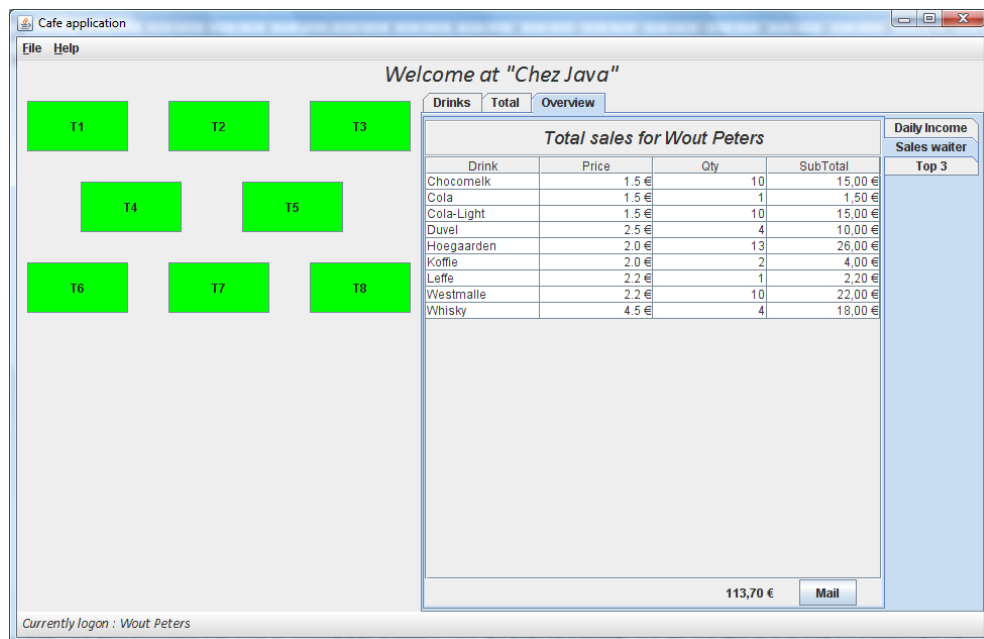 Cafe application
File Help
Welcome at "Chez Java"
T1 T2 T3
T4 T5
T6 T7 T8
Drinks Total Overview
Total sales for Wout Peters
Drink Price Qty SubTotal
Chocomelk 1.5 € 10 15,00 €
Cola 1.5 € 1 1,50 €
Cola-Light 1.5 € 10 15,00 €
Duvel 2.5 € 4 10,00 €
Hoegaarden 2.0 € 13 26,00 €
Koffie 2.0 € 2 4,00 €
Leffe 2.2 € 1 2,20 €
Westmalle 2.2 € 10 22,00 €
Whisky 4.5 € 4 18,00 €
113,70 € Mail
Daily Income
Sales waiter
Top 3
Currently logon : Wout Peters